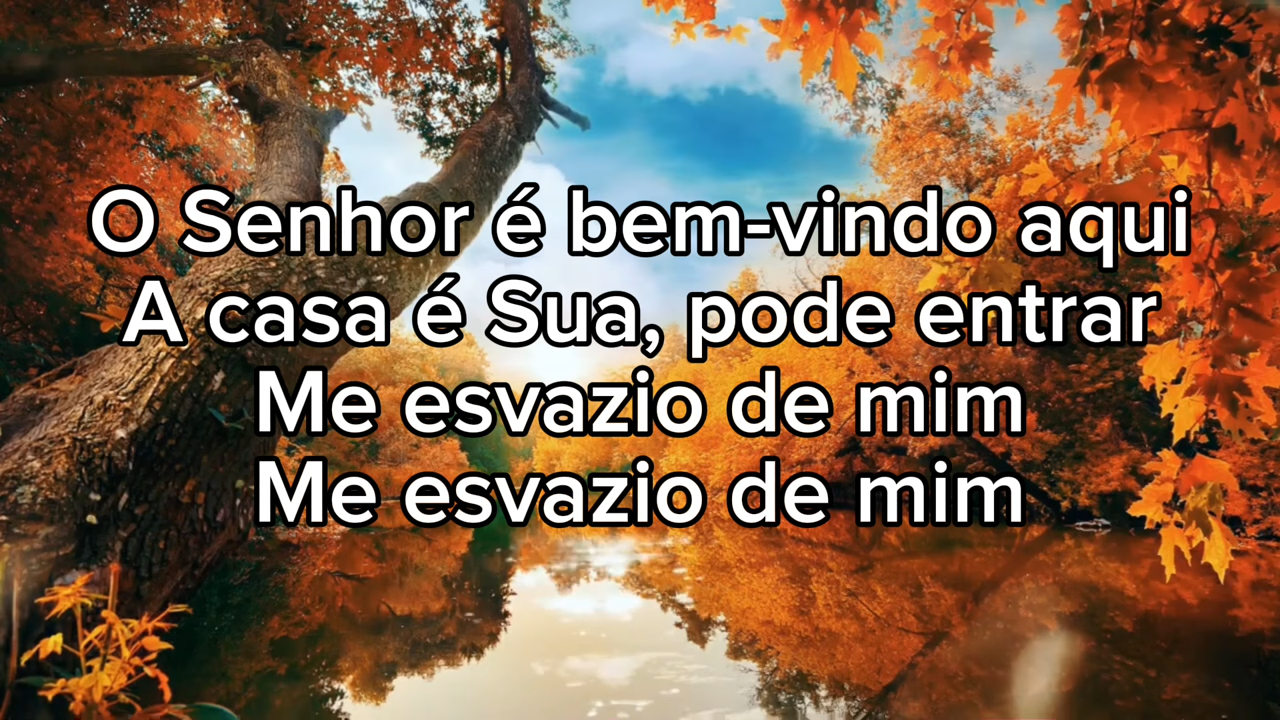 O Senhor é bem-vindo aqui
A casa é Sua, pode entrar
Me esvazio de mim
Me esvazio de mim